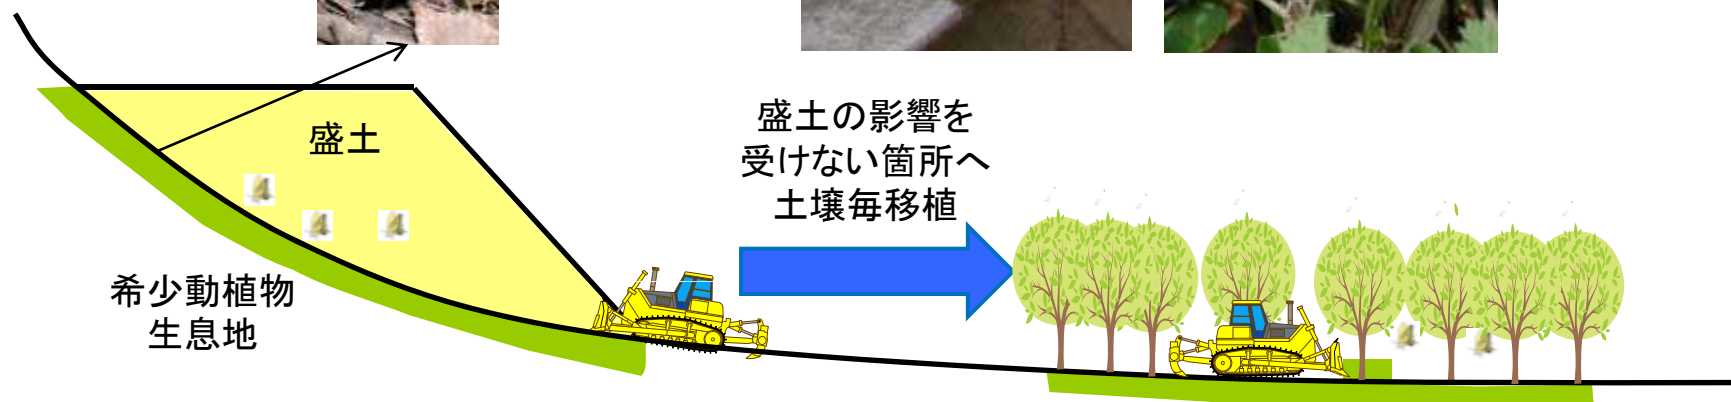 盛土
盛土の影響を
受けない箇所へ
土壌毎移植
希少動植物
生息地